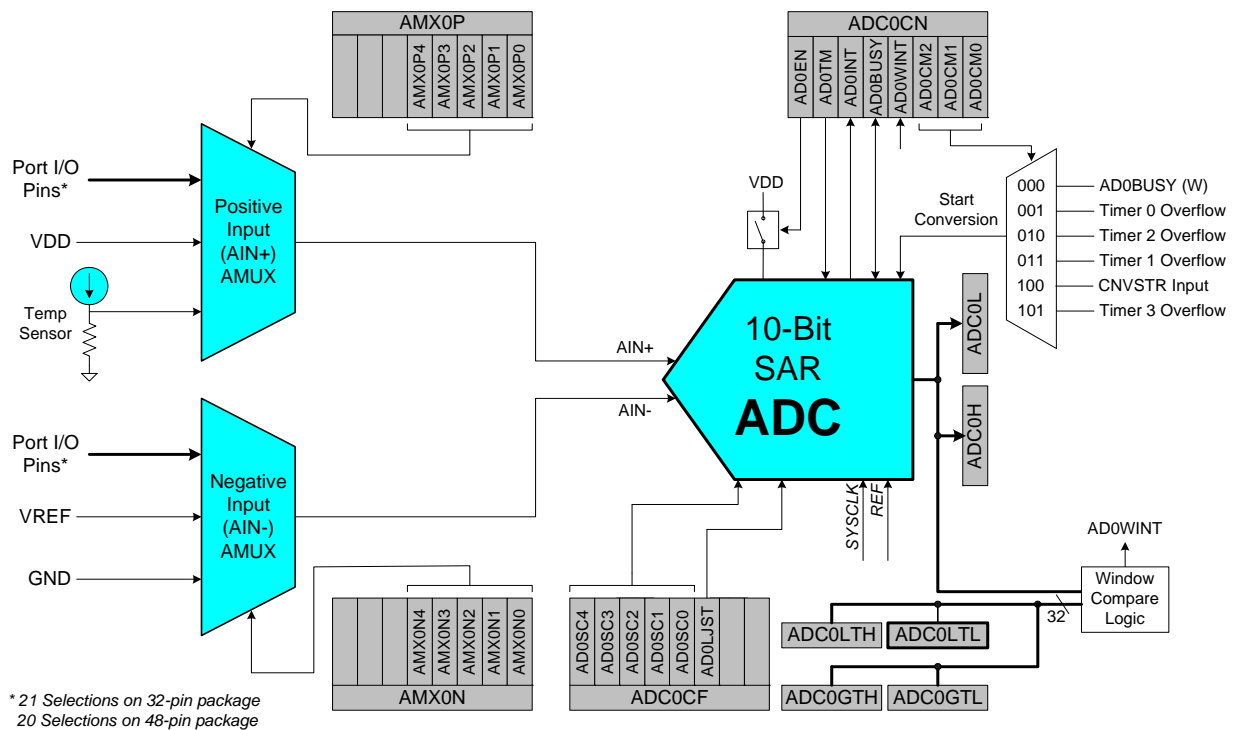 AMX0P
AMX0P4
AMX0P3
AMX0P2
AMX0P1
AMX0P0
ADC0CN
AD0EN
AD0TM
AD0INT
AD0BUSY
AD0WINT
AD0CM2
AD0CM1
AD0CM0
Port I/O
Pins*
VDD
Temp
Sensor
Positive
Input
(AIN+)
AMUX
VDD
Start
Conversion
000
001
010
011
100
101
AD0BUSY (W)
Timer 0 Overflow
Timer 2 Overflow
Timer 1 Overflow
CNVSTR Input
Timer 3 Overflow
AIN+
AIN-
10-Bit
SAR
ADC
ADC0L
ADC0H
Port I/O
Pins*
VREF
GND
Negative
Input
(AIN-)
AMUX
SYSCLK
REF
AD0WINT
Window
Compare
Logic
32
AMX0N4
AMX0N3
AMX0N2
AMX0N1
AMX0N0
AMX0N
AD0SC4
AD0SC3
AD0SC2
AD0SC1
AD0SC0
AD0LJST
ADC0CF
ADC0LTH
ADC0LTL
ADC0GTH
ADC0GTL
* 21 Selections on 32-pin package
20 Selections on 48-pin package